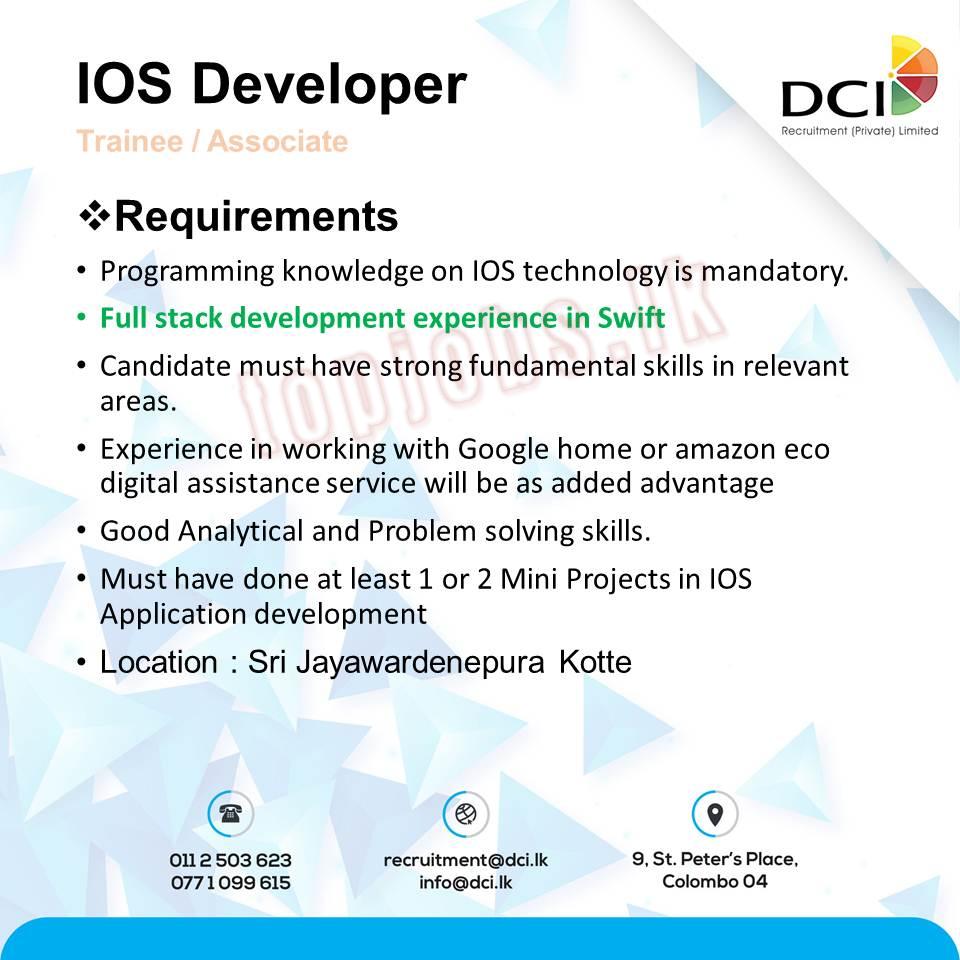 IOS Developer
Trainee / Associate
DCI
Recruitment (Private) Limited
❖Requirements
• Programming knowledge on IOS technology is mandatory.
• Full stack development experience in Swift
• Candidate must have strong fundamental skills in relevant
areas.
• Experience in working with Google home or amazon eco
digital assistance service will be as added advantage
• Good Analytical and Problem solving skills.
• Must have done at least 1 or 2 Mini Projects in IOS
Application development
• Location : Sri Jayawardenepura Kotte
topjobs.lk
011 2 503 623
077 1 099 615
recruitment@dci.lk
info@dci.lk
9, St. Peter's Place,
Colombo 04